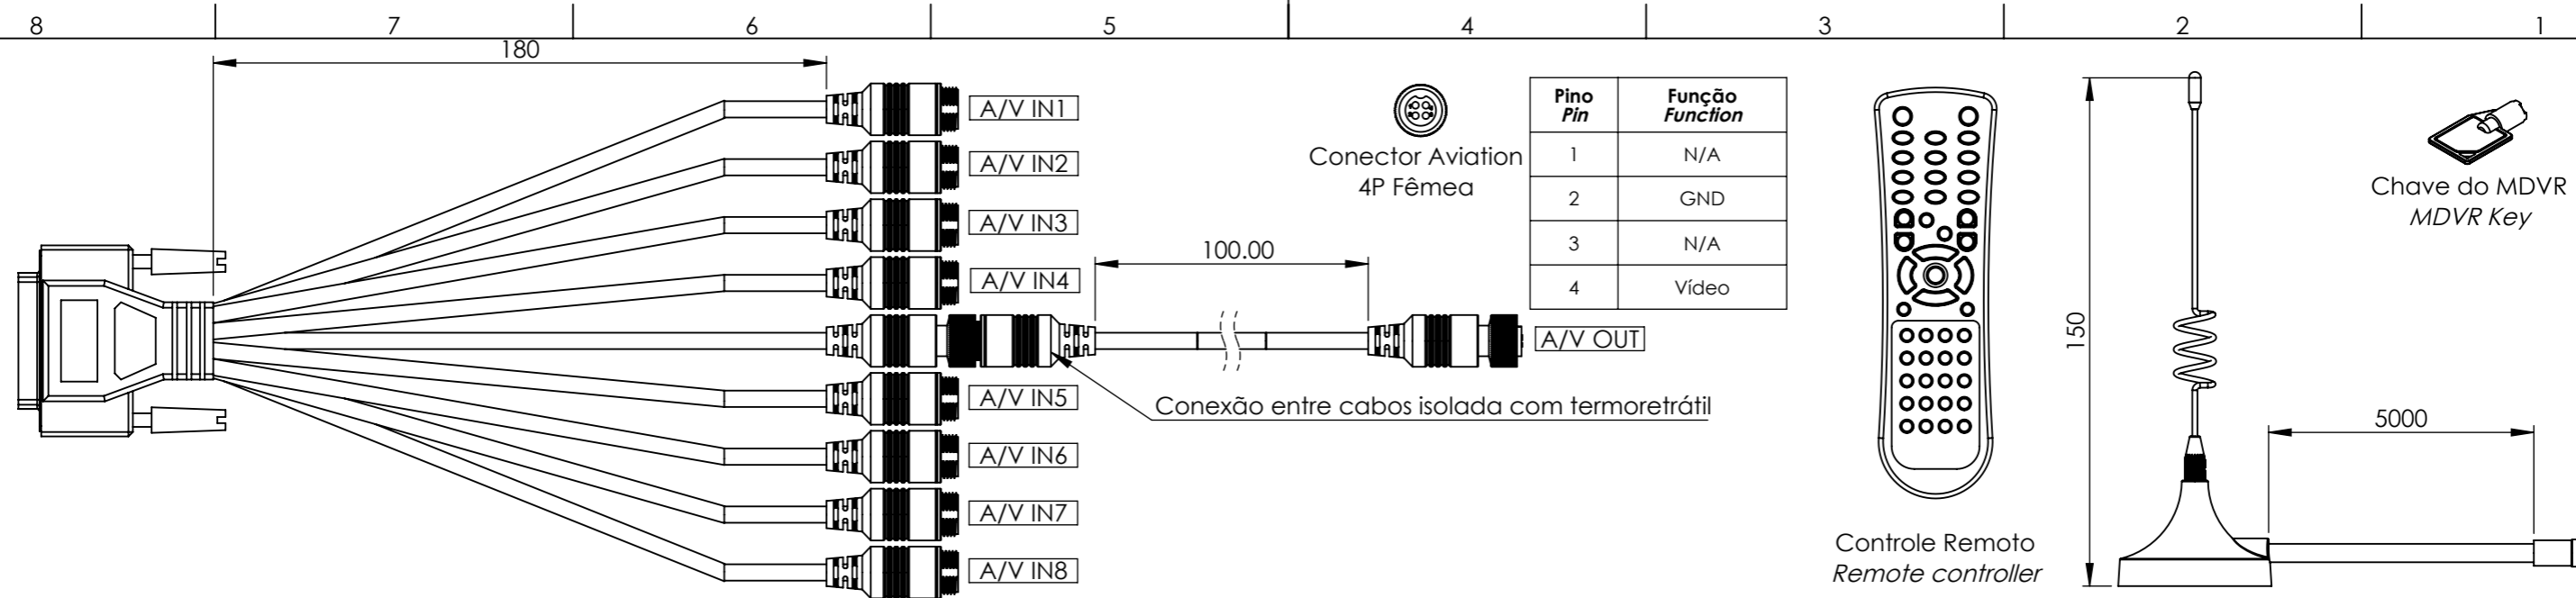 8 7 6 5 4 3 2 1
180
A/V IN1
A/V IN2
A/V IN3
A/V IN4
A/V IN5
A/V IN6
A/V IN7
A/V IN8
100.00
A/V OUT
Conexão entre cabos isolada com termoretrátil
Conector Aviation
4P Fêmea
Pino Função
Pin Function
1 N/A
2 GND
3 N/A
4 Vídeo
Controle Remoto
Remote controller
150
5000
Chave do MDVR
MDVR Key